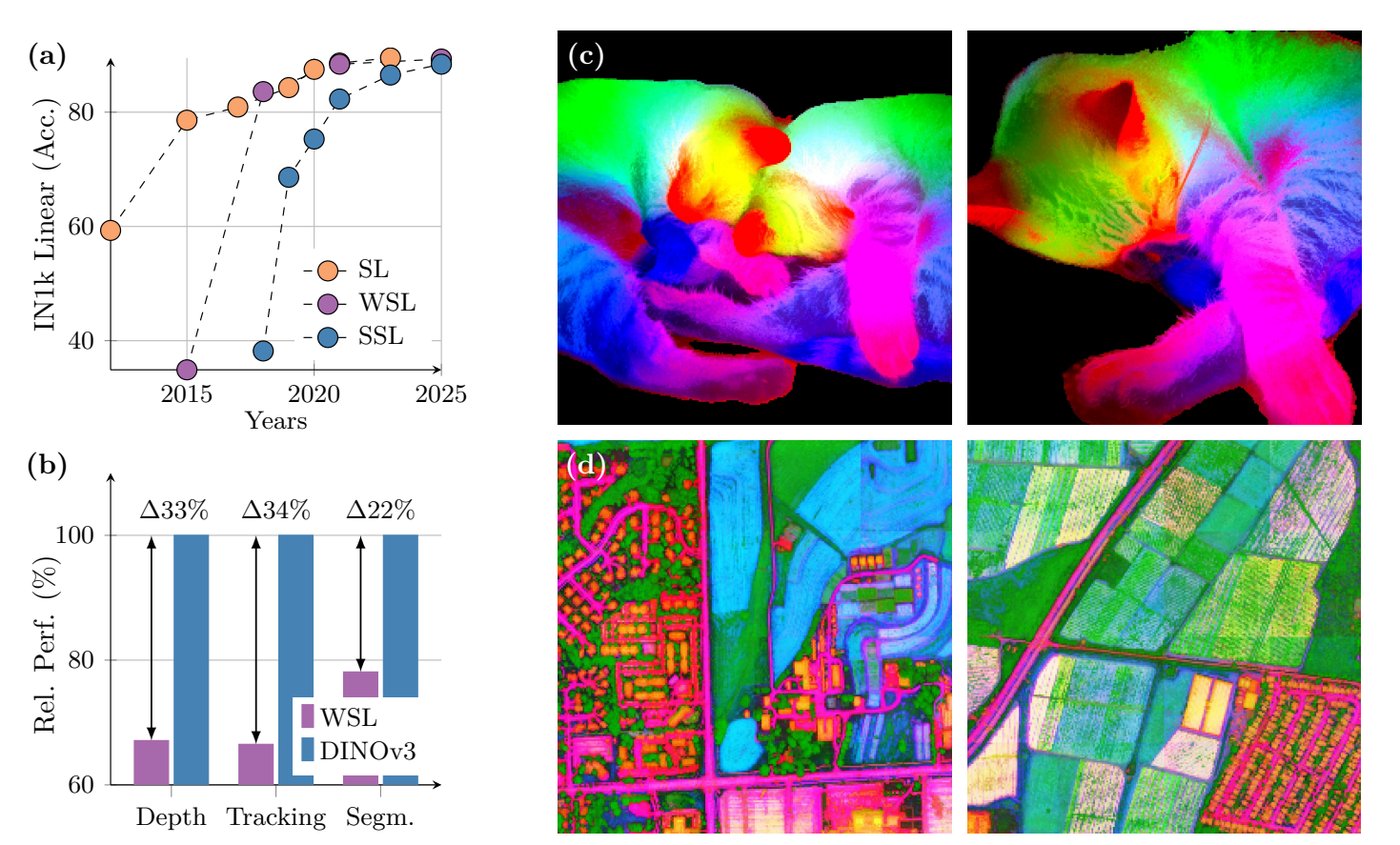 (a)
IN1k Linear (Acc.)
80
60
40
SL
WSL
SSL
2015
2020
2025
Years
(b)
Rel. Perf. (%)
Δ33%
Δ34%
Δ22%
100
80
60
WSL
DINOv3
Depth
Tracking
Segm.
(c)
(d)